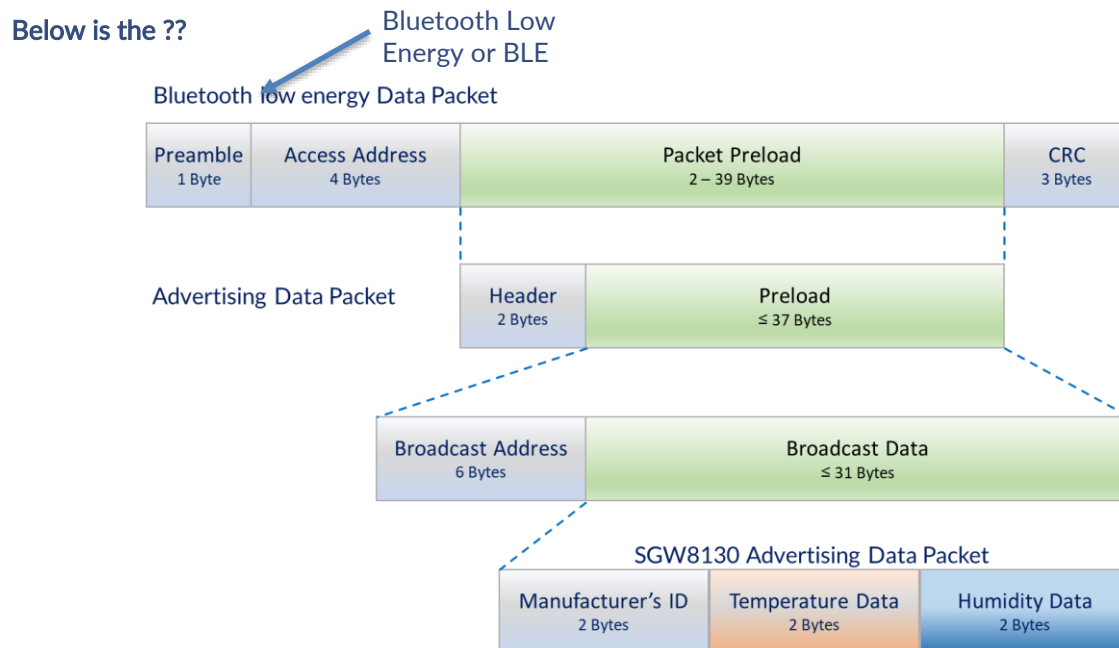 Below is the ??
Bluetooth Low
Energy or BLE
Bluetooth low energy Data Packet
Preamble
1 Byte
Access Address
4 Bytes
Packet Preload
2 – 39 Bytes
CRC
3 Bytes
Advertising Data Packet
Header
2 Bytes
Preload
≤ 37 Bytes
Broadcast Address
6 Bytes
Broadcast Data
≤ 31 Bytes
SGW8130 Advertising Data Packet
Manufacturer’s ID
2 Bytes
Temperature Data
2 Bytes
Humidity Data
2 Bytes